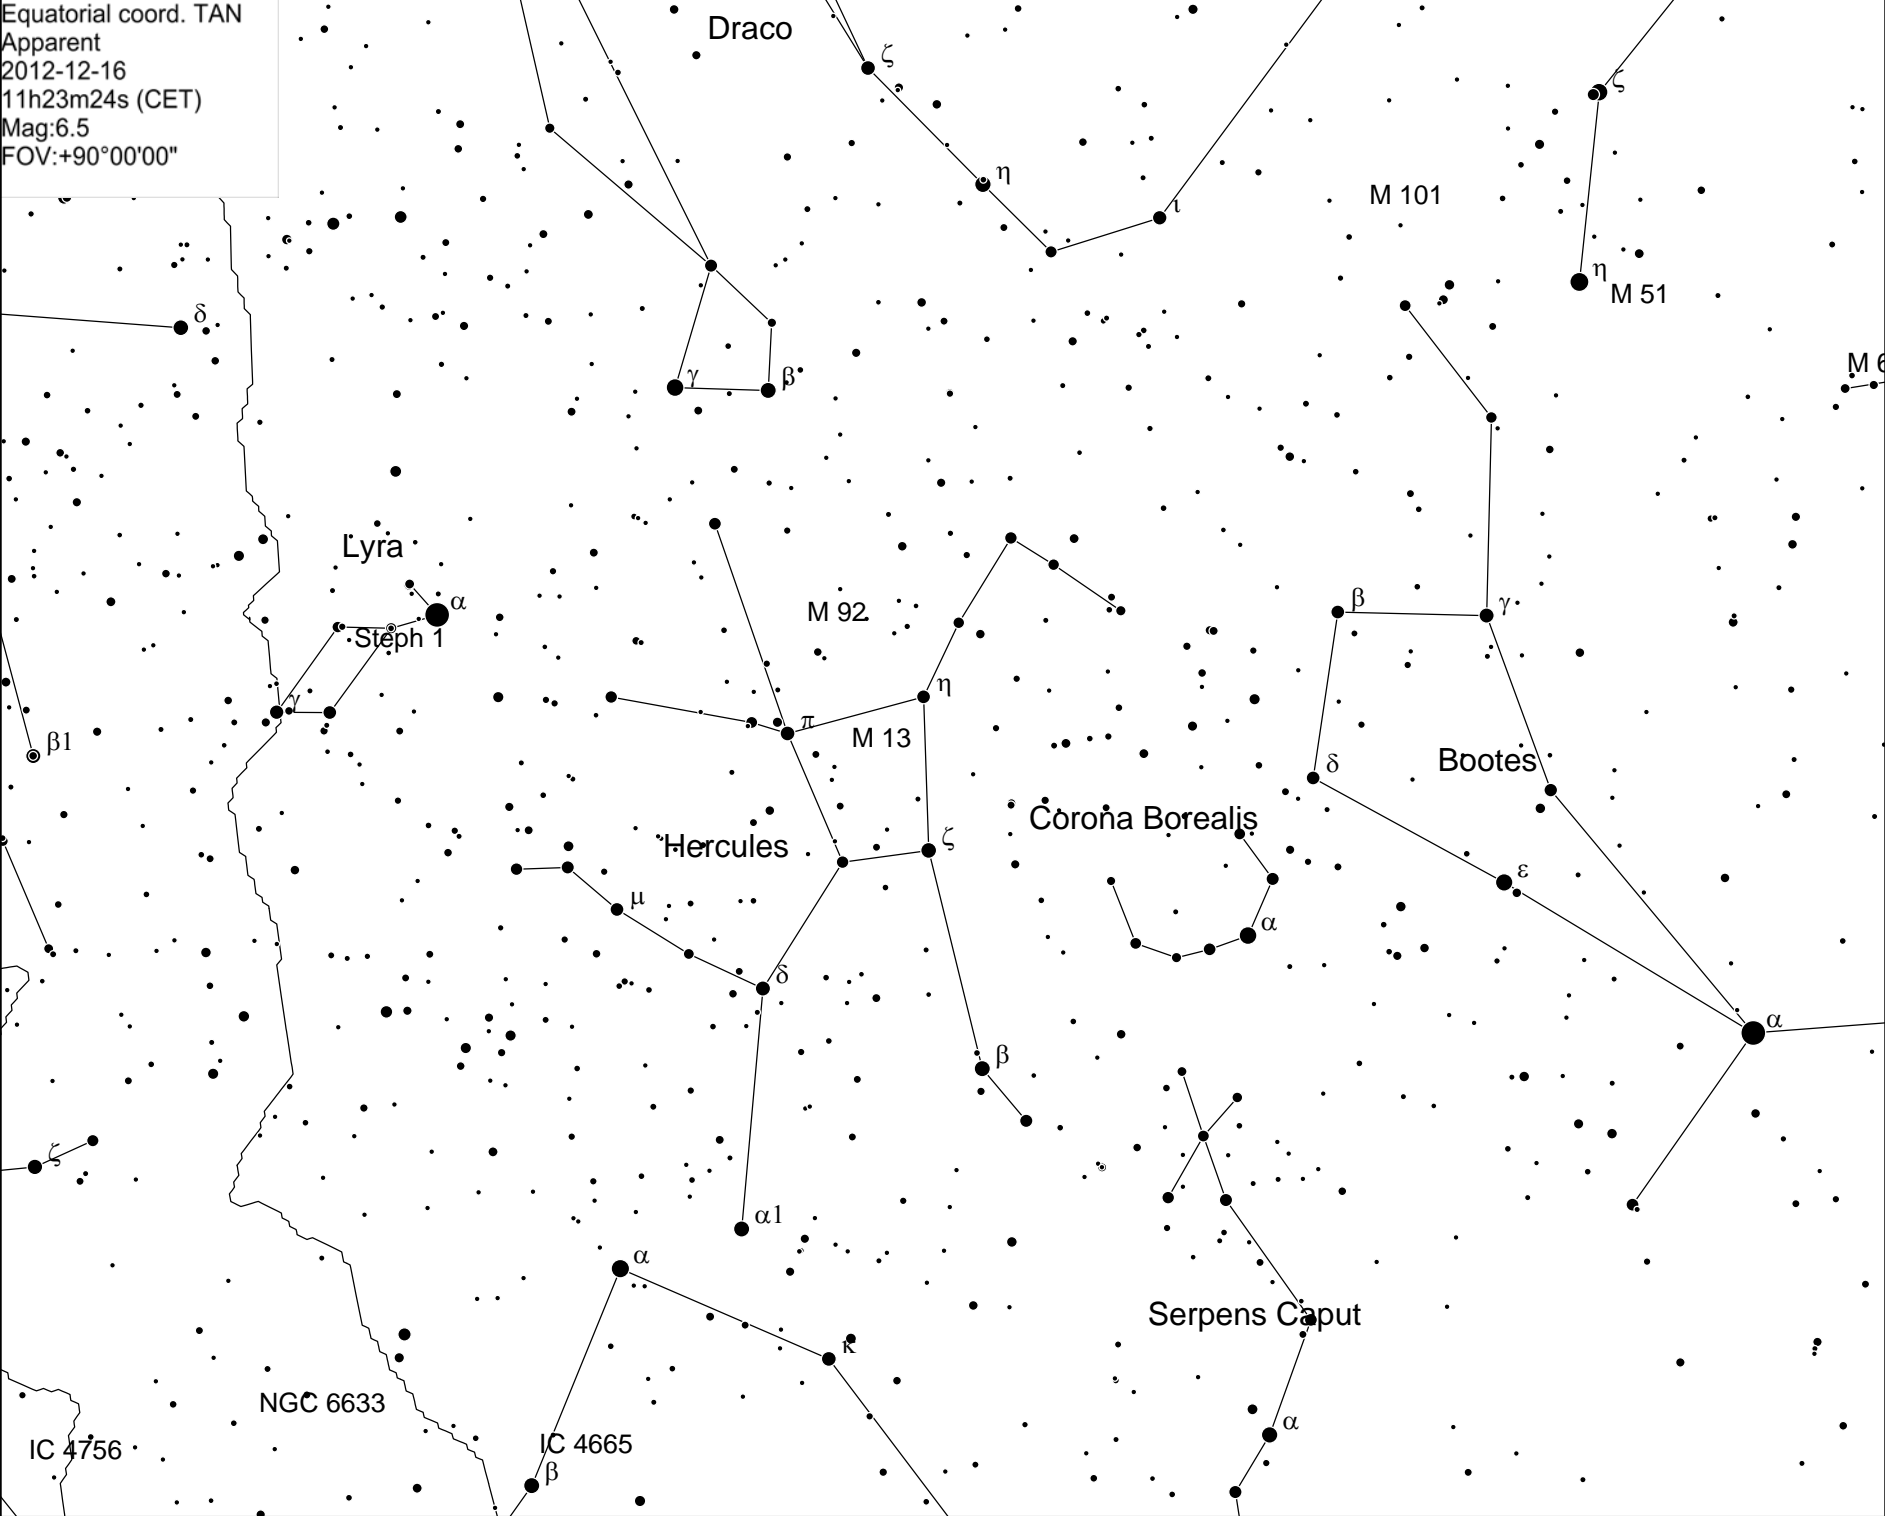 Equatorial coord. TAN
Apparent
2012-12-16
11h23m24s (CET)
Mag:6.5
FOV:+90°00'00"
Draco
ζ
ζ
η
ι
M 101
η
M 51
δ
M 6
γ
β
Lyra
α
M 92
β
γ
Steph 1
γ
η
π
M 13
β1
Bootes
δ
Corona Borealis
Hercules
ζ
ε
μ
α
δ
α
β
ζ
α1
α
Serpens Caput
κ
NGC 6633
α
IC 4756
IC 4665
β